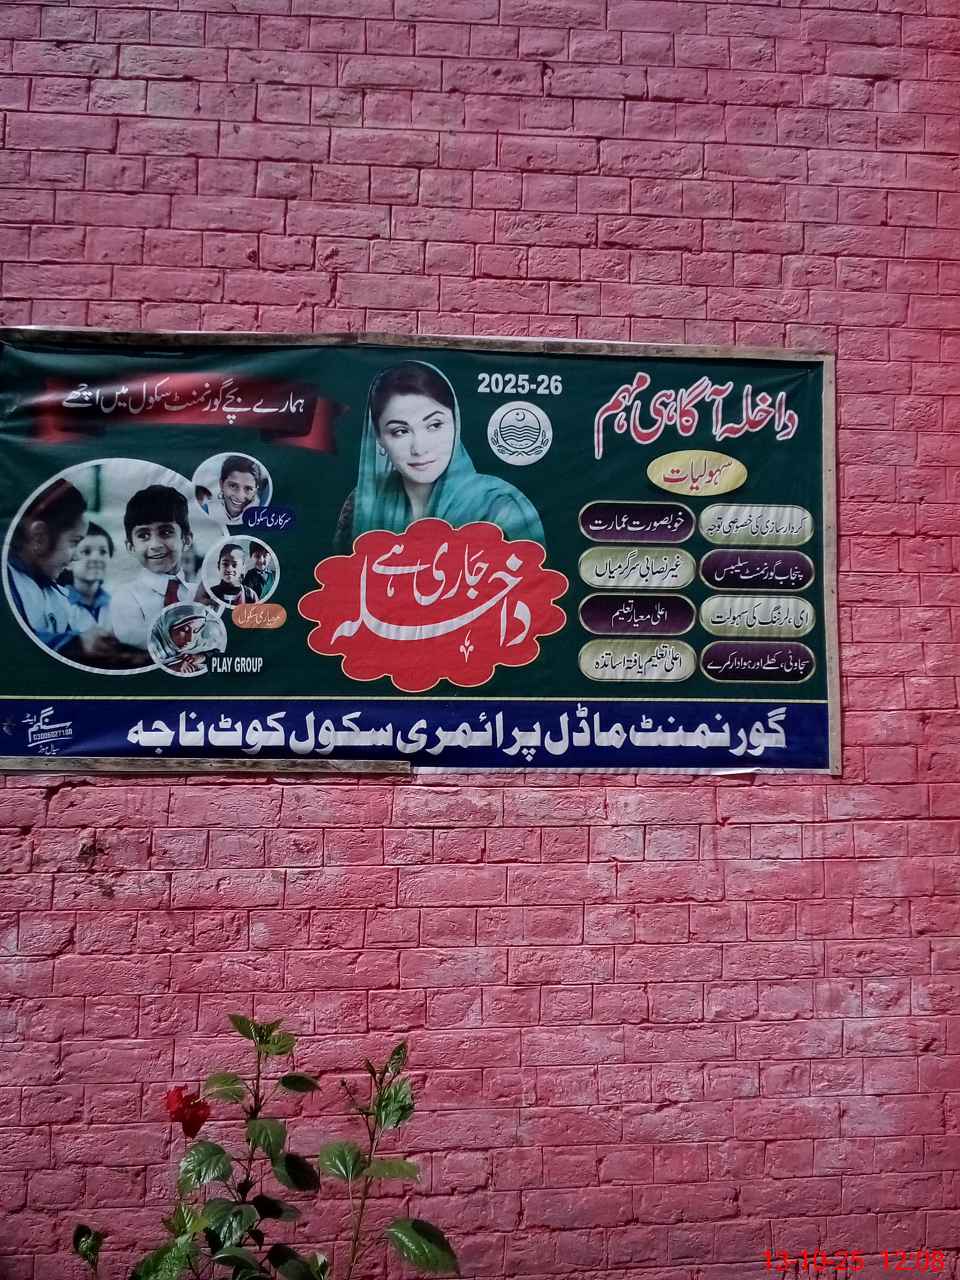 داخلہ آگاہی مہم
2025-26
ہمارے بچے گورنمنٹ سکول میں اچھے
سہولیات
کردار سازی کی خصوصی توجہ
خوبصورت عمارت
پنجاب گورنمنٹ سلیبس
غیر نصابی سرگرمیاں
ای، لرننگ کی سہولت
اعلیٰ معیار تعلیم
سجاوٹی، کھلے اور ہوادار کمرے
اعلیٰ تعلیم یافتہ اساتذہ
داخلہ جاری ہے
سرکاری سکول
معیاری سکول
PLAY GROUP
گورنمنٹ ماڈل پرائمری سکول کوٹ ناجہ
سنگم
13-10-25 12:08